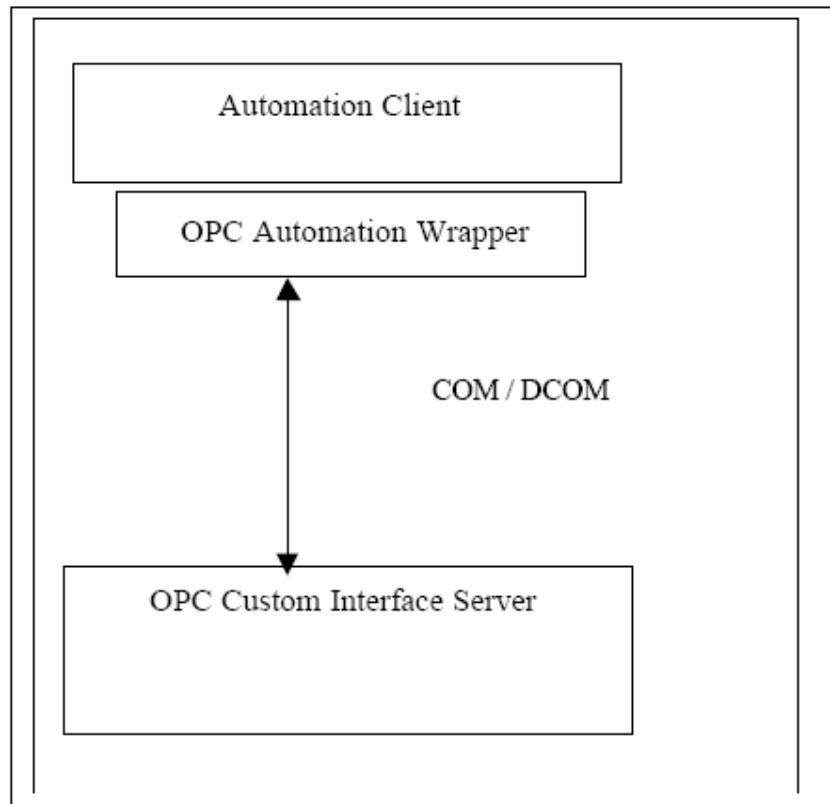 Automation Client
OPC Automation Wrapper
COM / DCOM
OPC Custom Interface Server